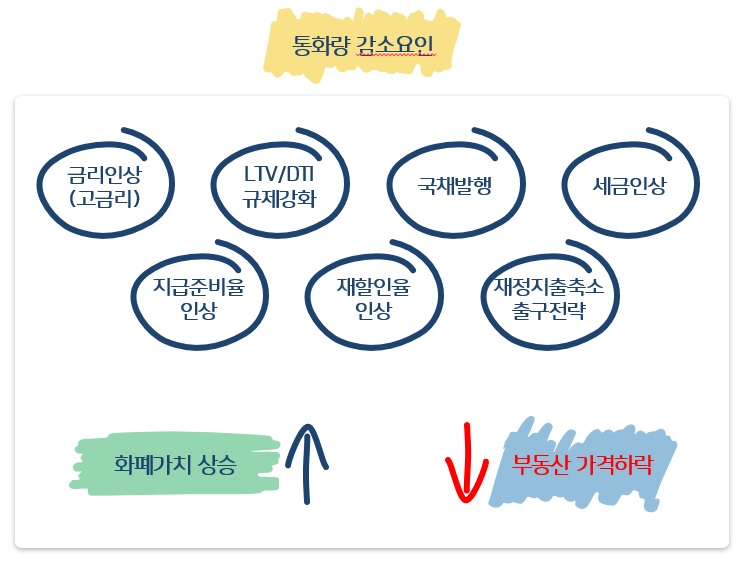 통화량 감소요인
금리인상
(고금리)
LTV/DTI
규제강화
국채발행
세금인상
지급준비율
인상
재할인율
인상
재정지출축소
출구전략
화폐가치 상승
부동산 가격하락